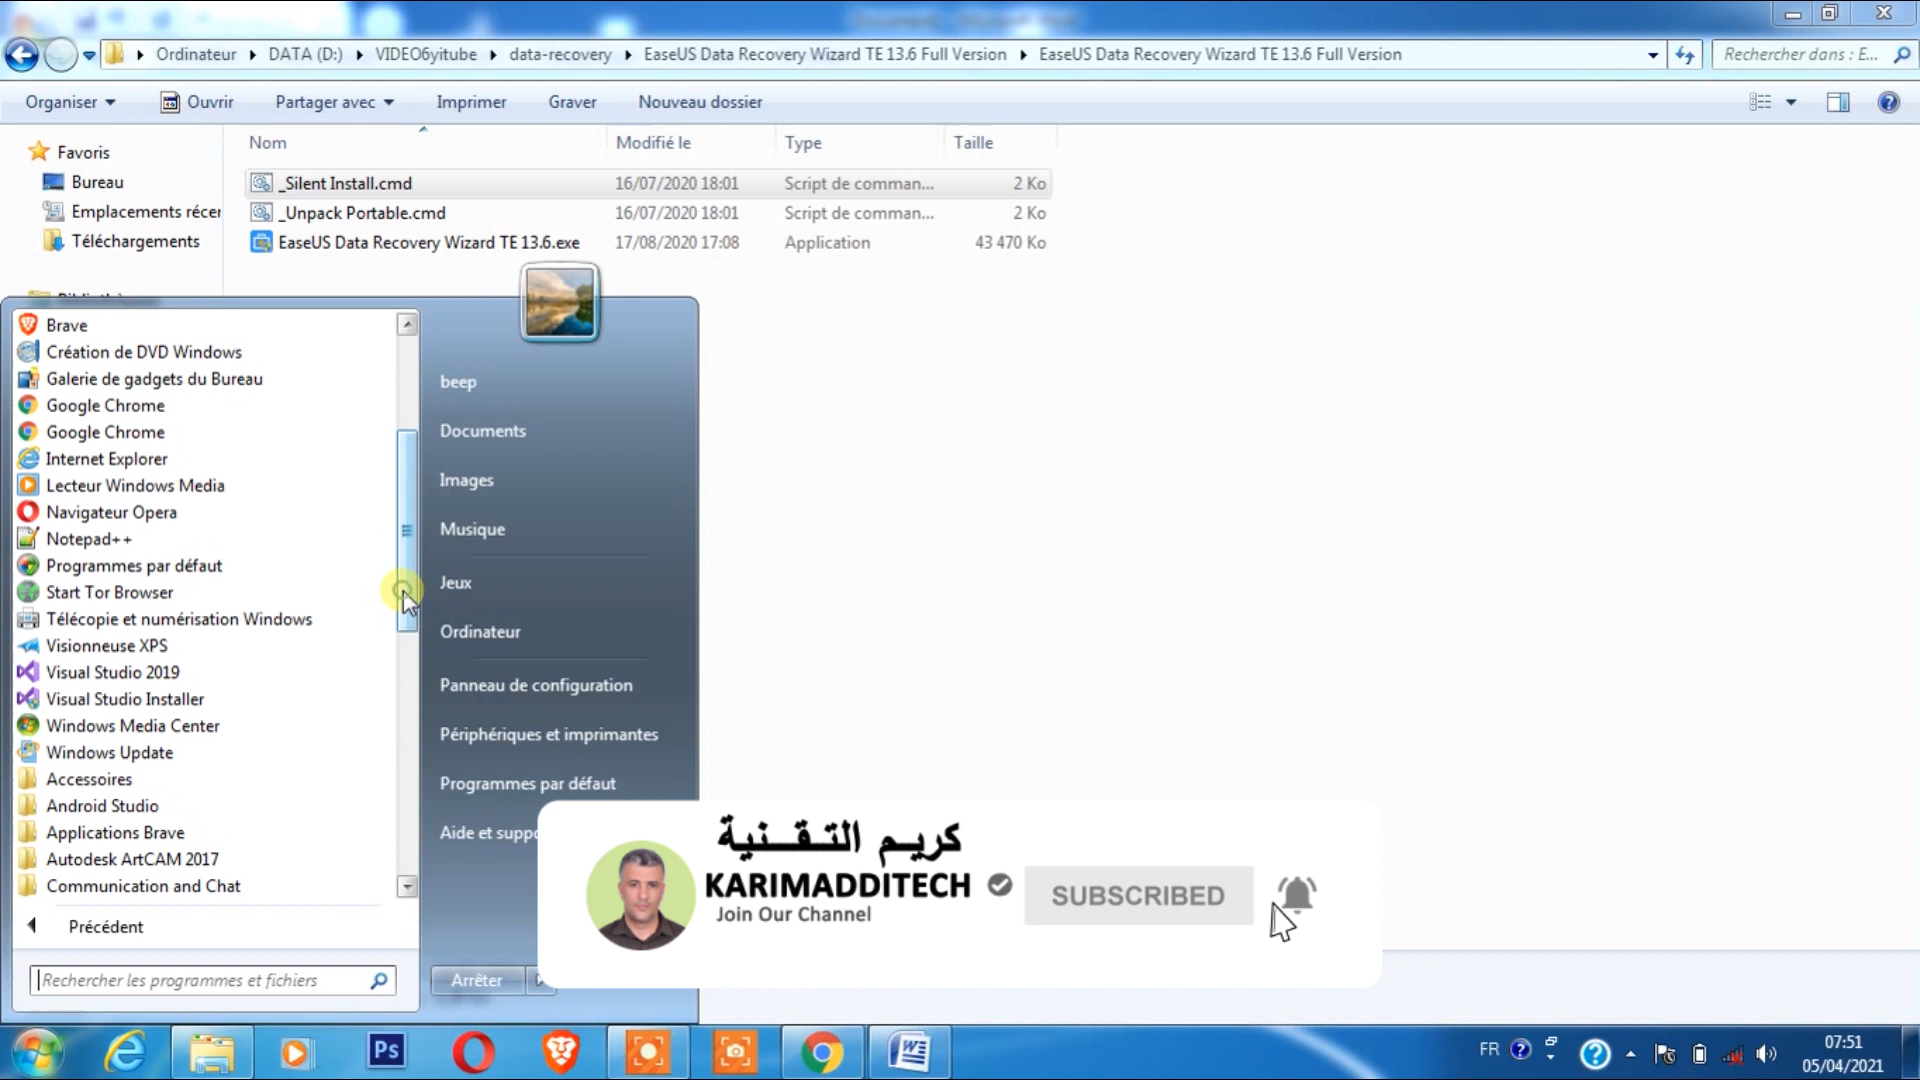 Ordinateur DATA (D:) VIDEO6yitube data-recovery EaseUS Data Recovery Wizard TE 13.6 Full Version EaseUS Data Recovery Wizard TE 13.6 Full Version Rechercher dans : E...
Organiser Ouvrir Partager avec Imprimer Graver Nouveau dossier
Nom Modifié le Type Taille
Favoris
Bureau
Emplacements récen
Téléchargements
_Silent Install.cmd 16/07/2020 18:01 Script de comman... 2 Ko
_Unpack Portable.cmd 16/07/2020 18:01 Script de comman... 2 Ko
EaseUS Data Recovery Wizard TE 13.6.exe 17/08/2020 17:08 Application 43 470 Ko
Brave
Création de DVD Windows
Galerie de gadgets du Bureau
Google Chrome
Google Chrome
Internet Explorer
Lecteur Windows Media
Navigateur Opera
Notepad++
Programmes par défaut
Start Tor Browser
Télécopie et numérisation Windows
Visionneuse XPS
Visual Studio 2019
Visual Studio Installer
Windows Media Center
Windows Update
Accessoires
Android Studio
Applications Brave
Autodesk ArtCAM 2017
Communication and Chat
Précédent
Rechercher les programmes et fichiers
beep
Documents
Images
Musique
Jeux
Ordinateur
Panneau de configuration
Périphériques et imprimantes
Programmes par défaut
Aide et suppo
Arrêter
كريم التقنية
KARIMADDITECH
Join Our Channel
SUBSCRIBED
Ps
FR
07:51
05/04/2021